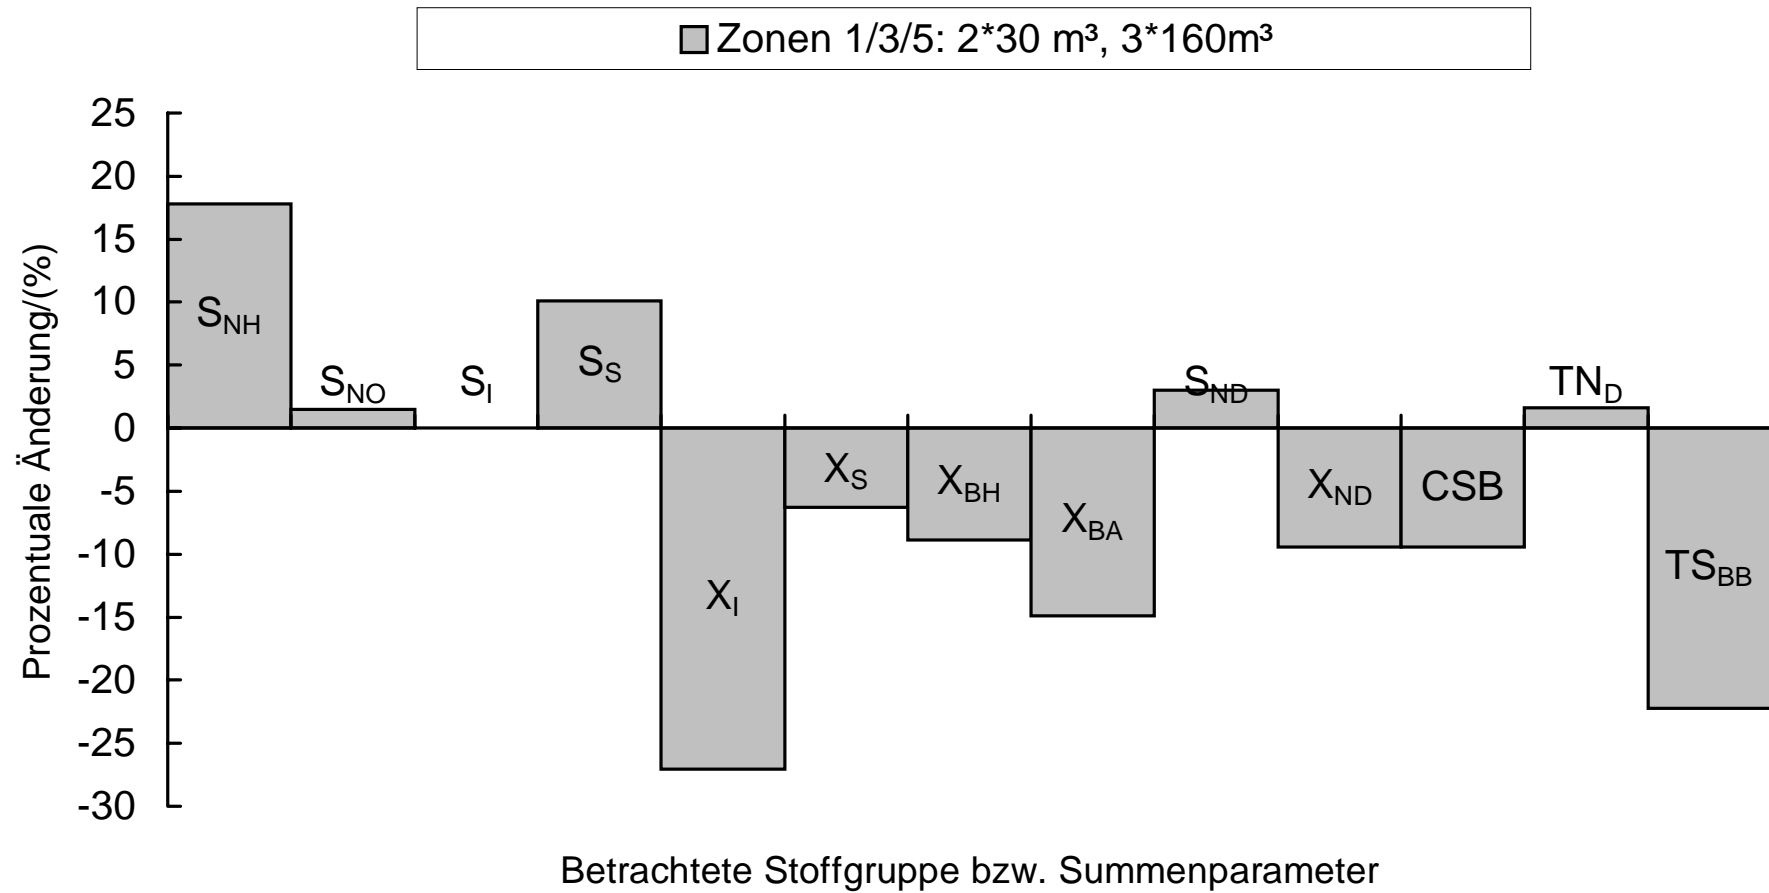 Zonen 1/3/5: 2*30 m³, 3*160m³
Prozentuale Änderung/(%)
25
20
15
10
5
0
-5
-10
-15
-20
-25
-30
S_NH
S_NO
S_I
S_S
X_I
X_S
X_BH
X_BA
S_ND
X_ND
CSB
TN_D
TS_BB
Betrachtete Stoffgruppe bzw. Summenparameter